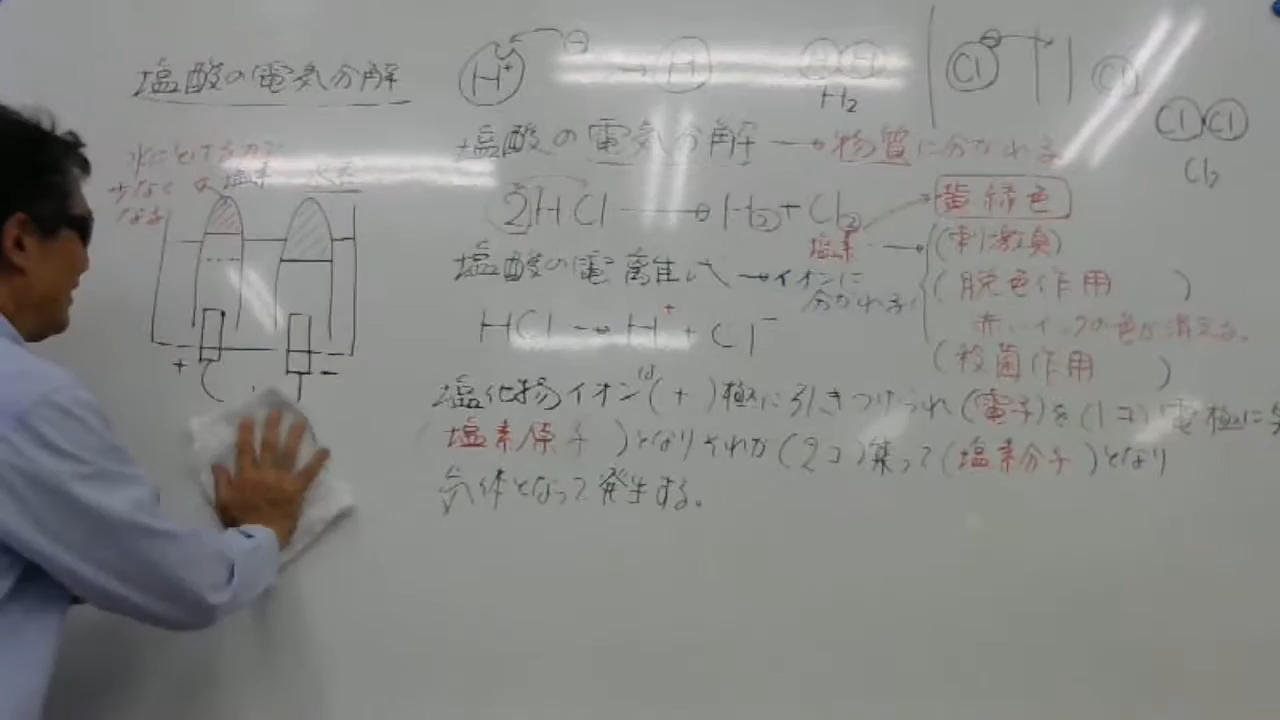 塩酸の電気分解
水にとけるので
少なく
なる
塩素
水素
+
-
H⁺ ⊖ → H HH
H₂
Cl ⊖ Cl
ClCl
Cl₂
塩酸の電気分解→物質に分かれる
2HCl → H₂+Cl₂
塩素
黄緑色
(刺激臭)
(脱色作用)
赤いインクの色が消える。
(殺菌作用)
塩酸の電離式→イオンに
分かれる
HCl → H⁺ + Cl⁻
塩化物イオンは(+)極に引きつけられ(電子)を(1コ)電極に
(塩素原子)となりそれが(2コ)集って(塩素分子)となり
気体となって発生する。